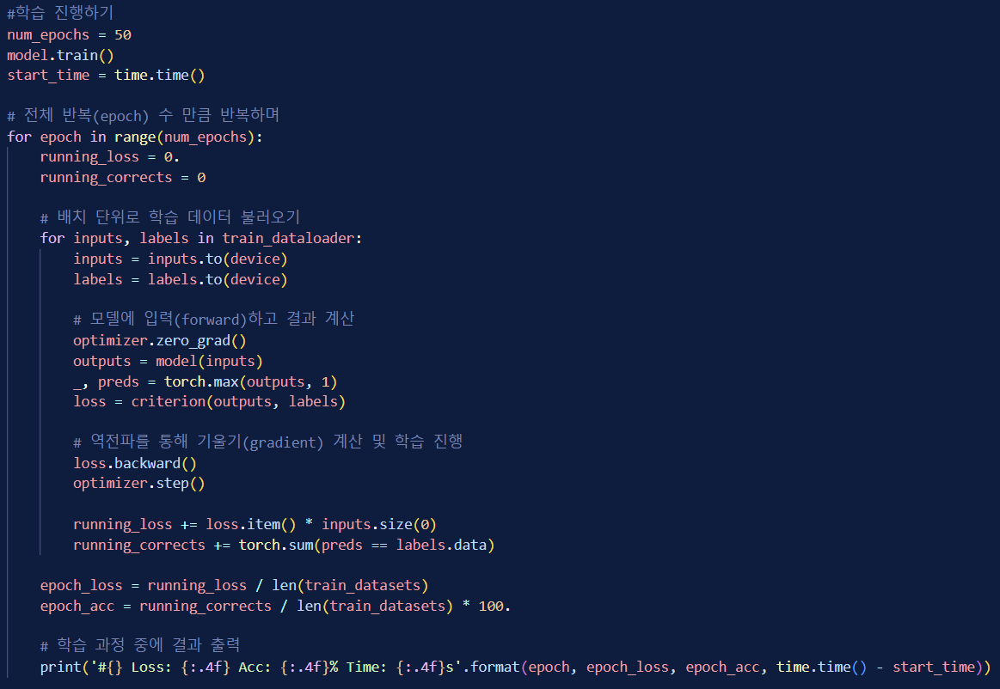 #학습 진행하기
num_epochs = 50
model.train()
start_time = time.time()

# 전체 반복(epoch) 수 만큼 반복하며
for epoch in range(num_epochs):
    running_loss = 0.
    running_corrects = 0

    # 배치 단위로 학습 데이터 불러오기
    for inputs, labels in train_dataloader:
        inputs = inputs.to(device)
        labels = labels.to(device)

        # 모델에 입력(forward)하고 결과 계산
        optimizer.zero_grad()
        outputs = model(inputs)
        _, preds = torch.max(outputs, 1)
        loss = criterion(outputs, labels)

        # 역전파를 통해 기울기(gradient) 계산 및 학습 진행
        loss.backward()
        optimizer.step()

        running_loss += loss.item() * inputs.size(0)
        running_corrects += torch.sum(preds == labels.data)

    epoch_loss = running_loss / len(train_datasets)
    epoch_acc = running_corrects / len(train_datasets) * 100.

    # 학습 과정 중에 결과 출력
    print('#{} Loss: {:.4f} Acc: {:.4f}% Time: {:.4f}s'.format(epoch, epoch_loss, epoch_acc, time.time() - start_time))